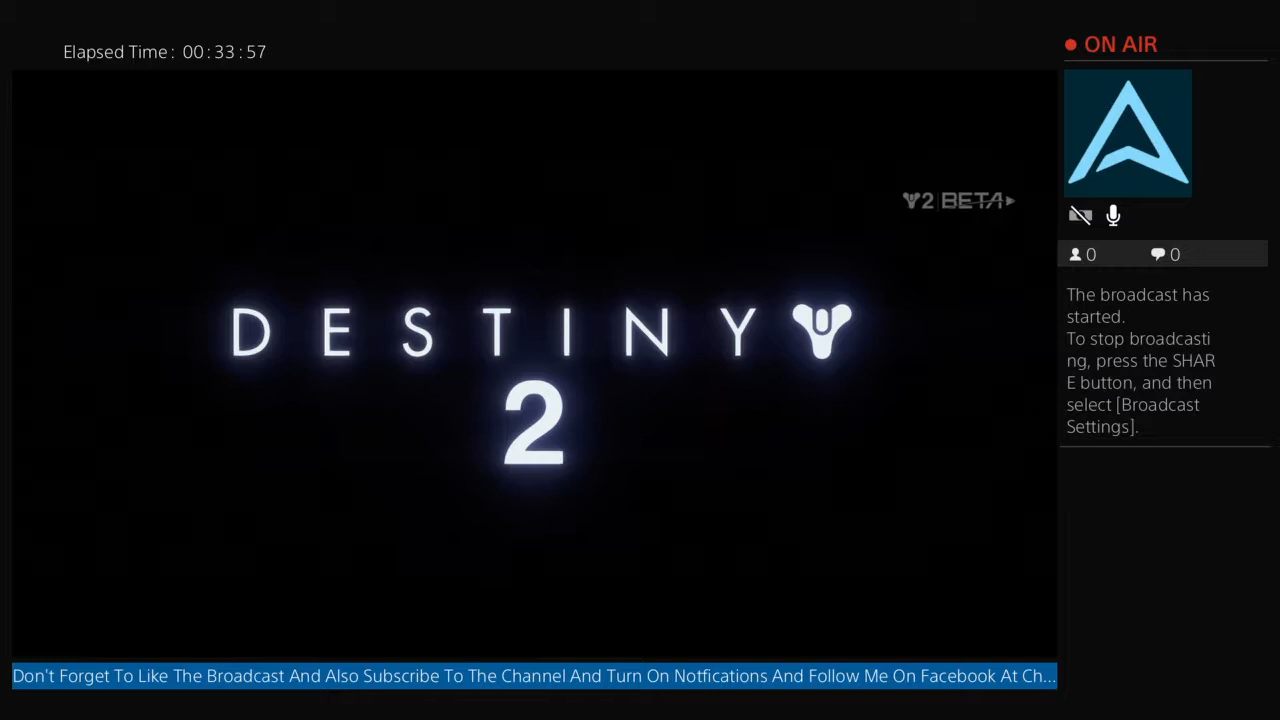 Elapsed Time: 00:33:57
ON AIR
2 BETA
0 0
The broadcast has
started.
To stop broadcasti
ng, press the SHAR
E button, and then
select [Broadcast
Settings].
DESTINY
2
Don't Forget To Like The Broadcast And Also Subscribe To The Channel And Turn On Notfications And Follow Me On Facebook At Ch...